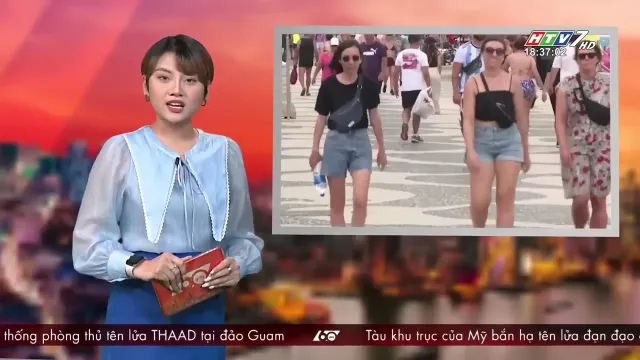 HTV7 HD
18:37:02
thống phòng thủ tên lửa THAAD tại đảo Guam 60 Tàu khu trục của Mỹ bắn hạ tên lửa đạn đạo